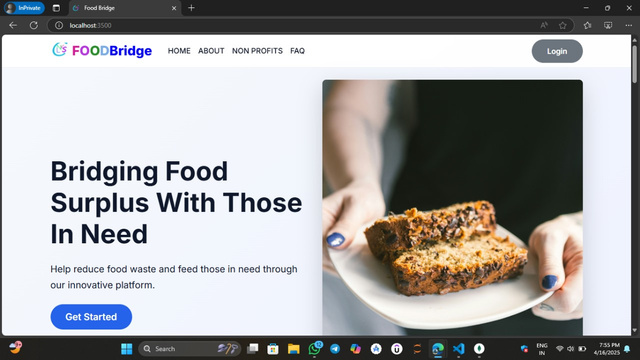 InPrivate
Food Bridge
localhost:3500
FOODBridge
HOME
ABOUT
NON PROFITS
FAQ
Login
Bridging Food
Surplus With Those
In Need
Help reduce food waste and feed those in need through
our innovative platform.
Get Started
Search
ENG
IN
7:55 PM
4/16/2025